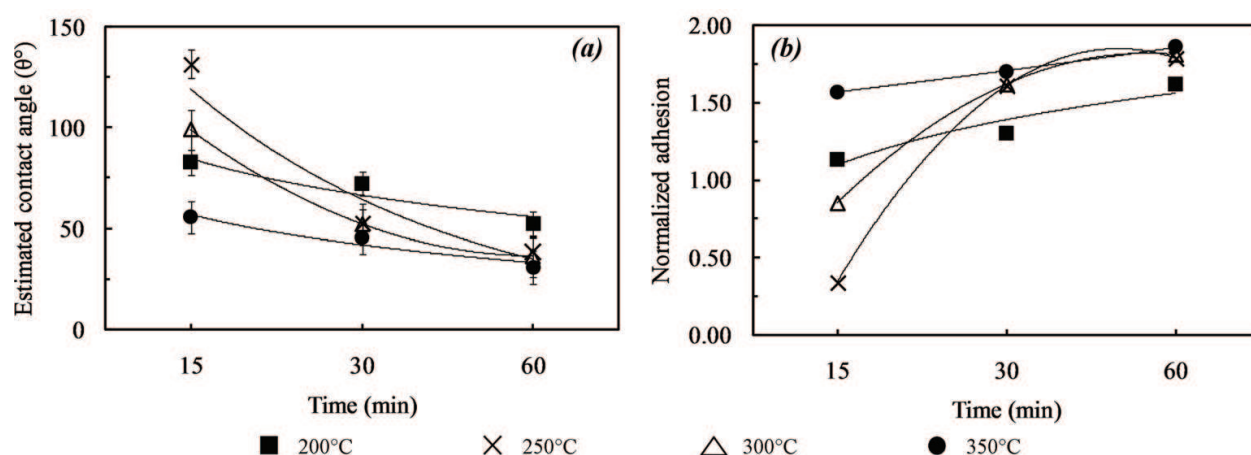 (a)
Estimated contact angle (θ°)
150
100
50
0
15 30 60
Time (min)
(b)
Normalized adhesion
2.00
1.50
1.00
0.50
0.00
15 30 60
Time (min)
200°C 250°C 300°C 350°C